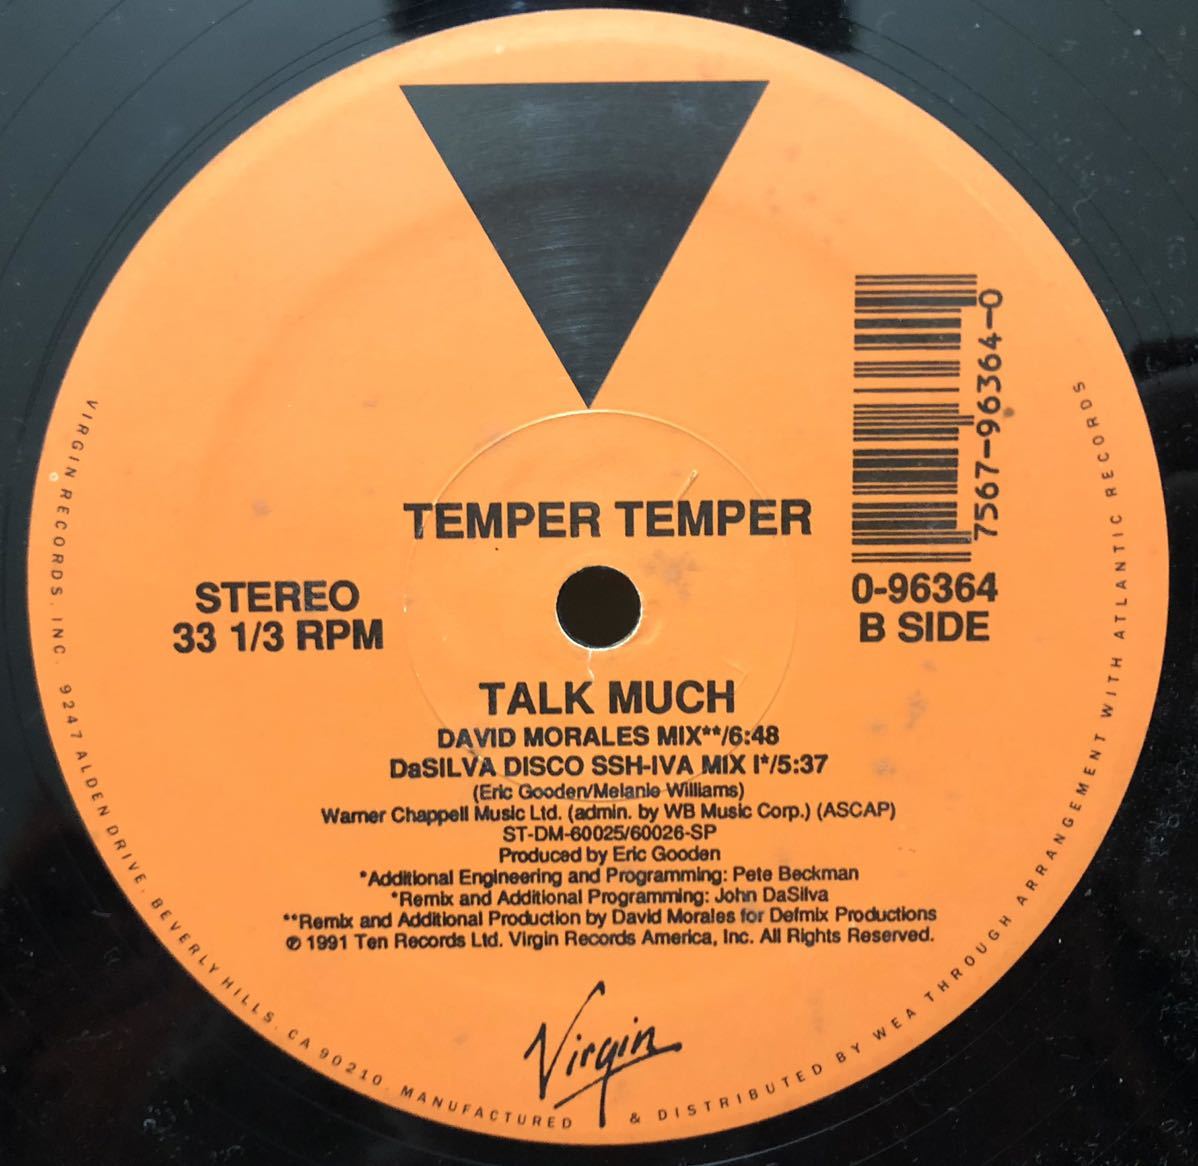 TEMPER TEMPER
STEREO
33 1/3 RPM
7567-96364-0
0-96364
B SIDE
TALK MUCH
DAVID MORALES MIX**/6:48
DaSILVA DISCO SSH-IVA MIX I*/5:37
(Eric Gooden/Melanie Williams)
Warner Chappell Music Ltd. (admin. by WB Music Corp.) (ASCAP)
ST-DM-60025/60026-SP
Produced by Eric Gooden
*Additional Engineering and Programming: Pete Beckman
*Remix and Additional Programming: John DaSilva
**Remix and Additional Production by David Morales for Defmix Productions
℗ 1991 Ten Records Ltd. Virgin Records America, Inc. All Rights Reserved.
Virgin
VIRGIN RECORDS, INC. 9247 ALDEN DRIVE, BEVERLY HILLS, CA 90210. MANUFACTURED & DISTRIBUTED BY WEA THROUGH ARRANGEMENT WITH ATLANTIC RECORDS